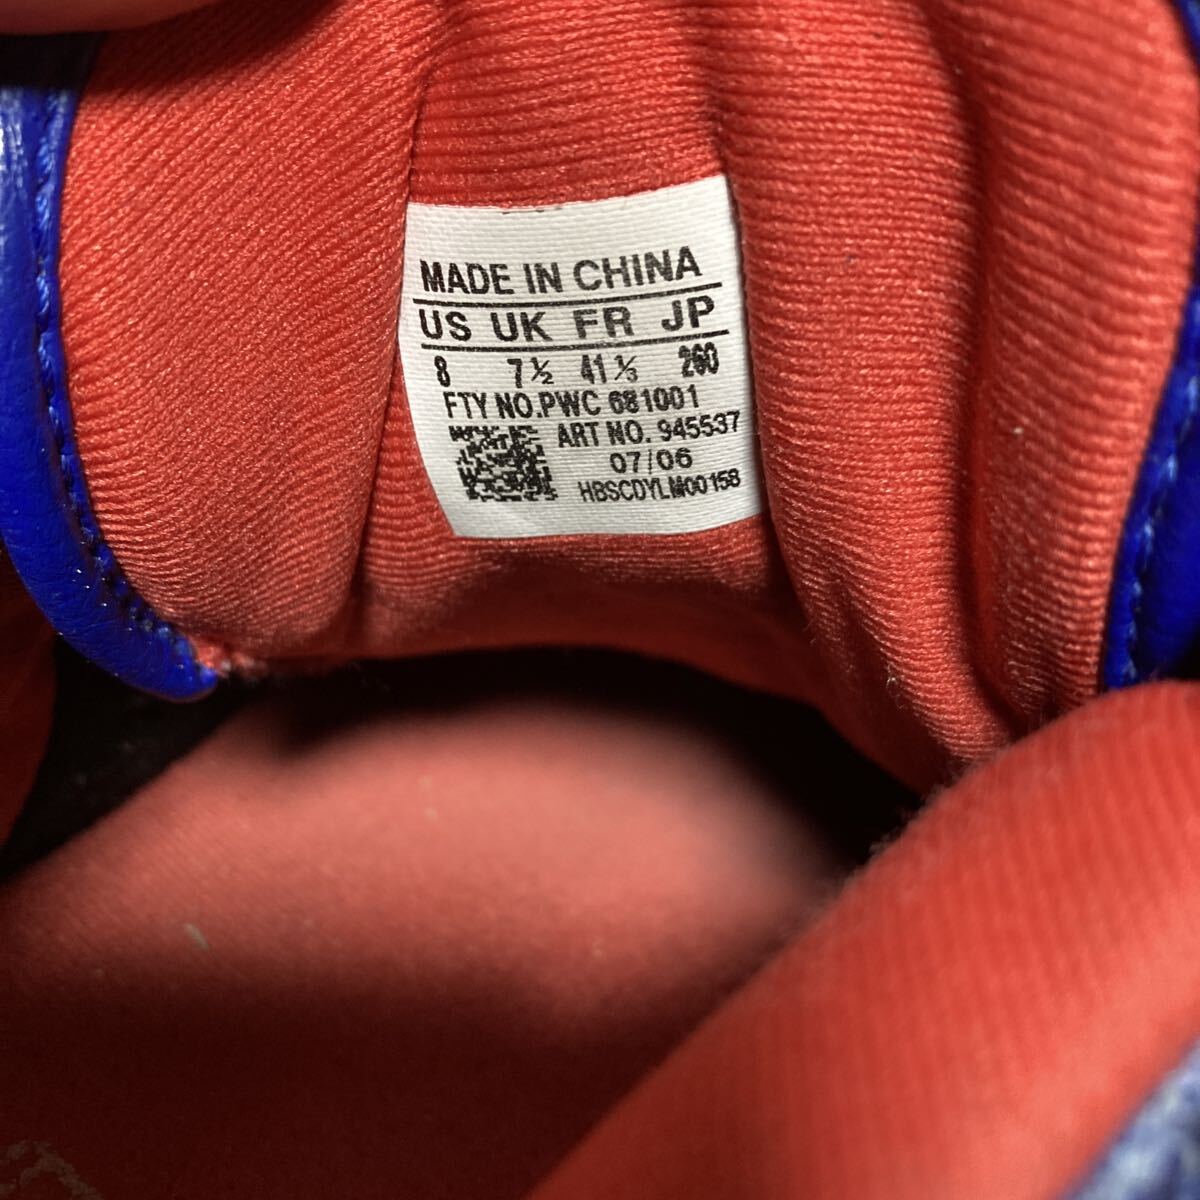 MADE IN CHINA
US UK FR JP
8 7½ 41⅓ 260
FTY NO.PWC 681001
ART NO. 945537
07/06
HBSCDYLM00158